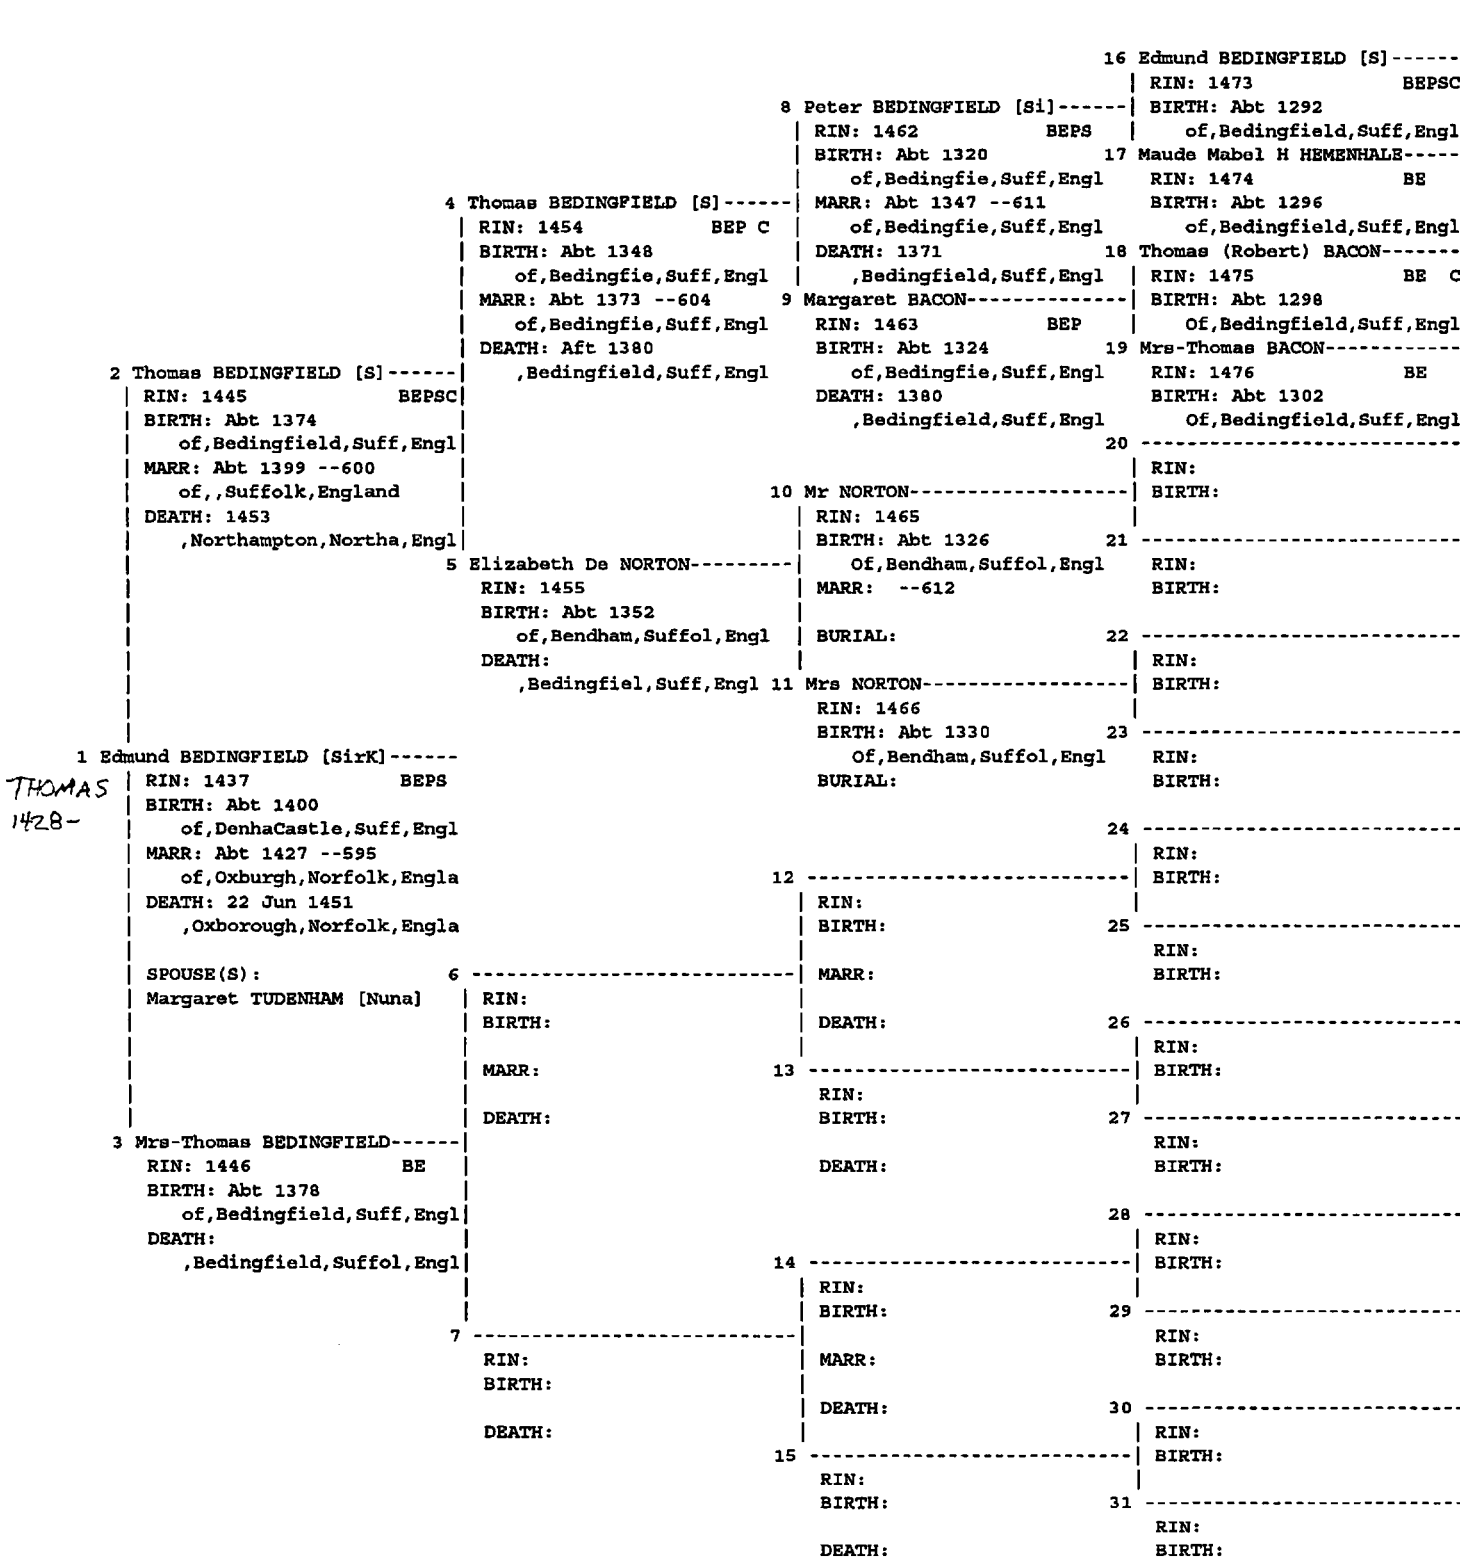 1 Edmund BEDINGFIELD [SirK]
THOMAS
1428-
RIN: 1437 BEPS
BIRTH: Abt 1400
of,DenhaCastle,Suff,Engl
MARR: Abt 1427 --595
of,Oxburgh,Norfolk,Engla
DEATH: 22 Jun 1451
,Oxborough,Norfolk,Engla
SPOUSE(S):
Margaret TUDENHAM [Nuna]
2 Thomas BEDINGFIELD [S]
RIN: 1445 BEPSC
BIRTH: Abt 1374
of,Bedingfield,Suff,Engl
MARR: Abt 1399 --600
of,,Suffolk,England
DEATH: 1453
,Northampton,Northa,Engl
3 Mrs-Thomas BEDINGFIELD
RIN: 1446 BE
BIRTH: Abt 1378
of,Bedingfield,Suff,Engl
DEATH:
,Bedingfield,Suffol,Engl
4 Thomas BEDINGFIELD [S]
RIN: 1454 BEP C
BIRTH: Abt 1348
of,Bedingfie,Suff,Engl
MARR: Abt 1373 --604
of,Bedingfie,Suff,Engl
DEATH: Aft 1380
,Bedingfield,Suff,Engl
5 Elizabeth De NORTON
RIN: 1455
BIRTH: Abt 1352
of,Bendham,Suffol,Engl
DEATH:
,Bedingfiel,Suff,Engl
6
RIN:
BIRTH:
MARR:
DEATH:
7
RIN:
BIRTH:
DEATH:
8 Peter BEDINGFIELD [Si]
RIN: 1462 BEPS
BIRTH: Abt 1320
of,Bedingfie,Suff,Engl
MARR: Abt 1347 --611
of,Bedingfie,Suff,Engl
DEATH: 1371
,Bedingfield,Suff,Engl
9 Margaret BACON
RIN: 1463 BEP
BIRTH: Abt 1324
of,Bedingfie,Suff,Engl
DEATH: 1380
,Bedingfield,Suff,Engl
10 Mr NORTON
RIN: 1465
BIRTH: Abt 1326
Of,Bendham,Suffol,Engl
MARR: --612
BURIAL:
11 Mrs NORTON
RIN: 1466
BIRTH: Abt 1330
Of,Bendham,Suffol,Engl
BURIAL:
12
RIN:
BIRTH:
MARR:
DEATH:
13
RIN:
BIRTH:
DEATH:
14
RIN:
BIRTH:
MARR:
DEATH:
15
RIN:
BIRTH:
DEATH:
16 Edmund BEDINGFIELD [S]
RIN: 1473 BEPSC
BIRTH: Abt 1292
of,Bedingfield,Suff,Engl
17 Maude Mabel H HEMENHALE
RIN: 1474 BE
BIRTH: Abt 1296
of,Bedingfield,Suff,Engl
18 Thomas (Robert) BACON
RIN: 1475 BE C
BIRTH: Abt 1298
Of,Bedingfield,Suff,Engl
19 Mrs-Thomas BACON
RIN: 1476 BE
BIRTH: Abt 1302
Of,Bedingfield,Suff,Engl
20
RIN:
BIRTH:
21
RIN:
BIRTH:
22
RIN:
BIRTH:
23
RIN:
BIRTH:
24
RIN:
BIRTH:
25
RIN:
BIRTH:
26
RIN:
BIRTH:
27
RIN:
BIRTH:
28
RIN:
BIRTH:
29
RIN:
BIRTH:
30
RIN:
BIRTH:
31
RIN:
BIRTH: